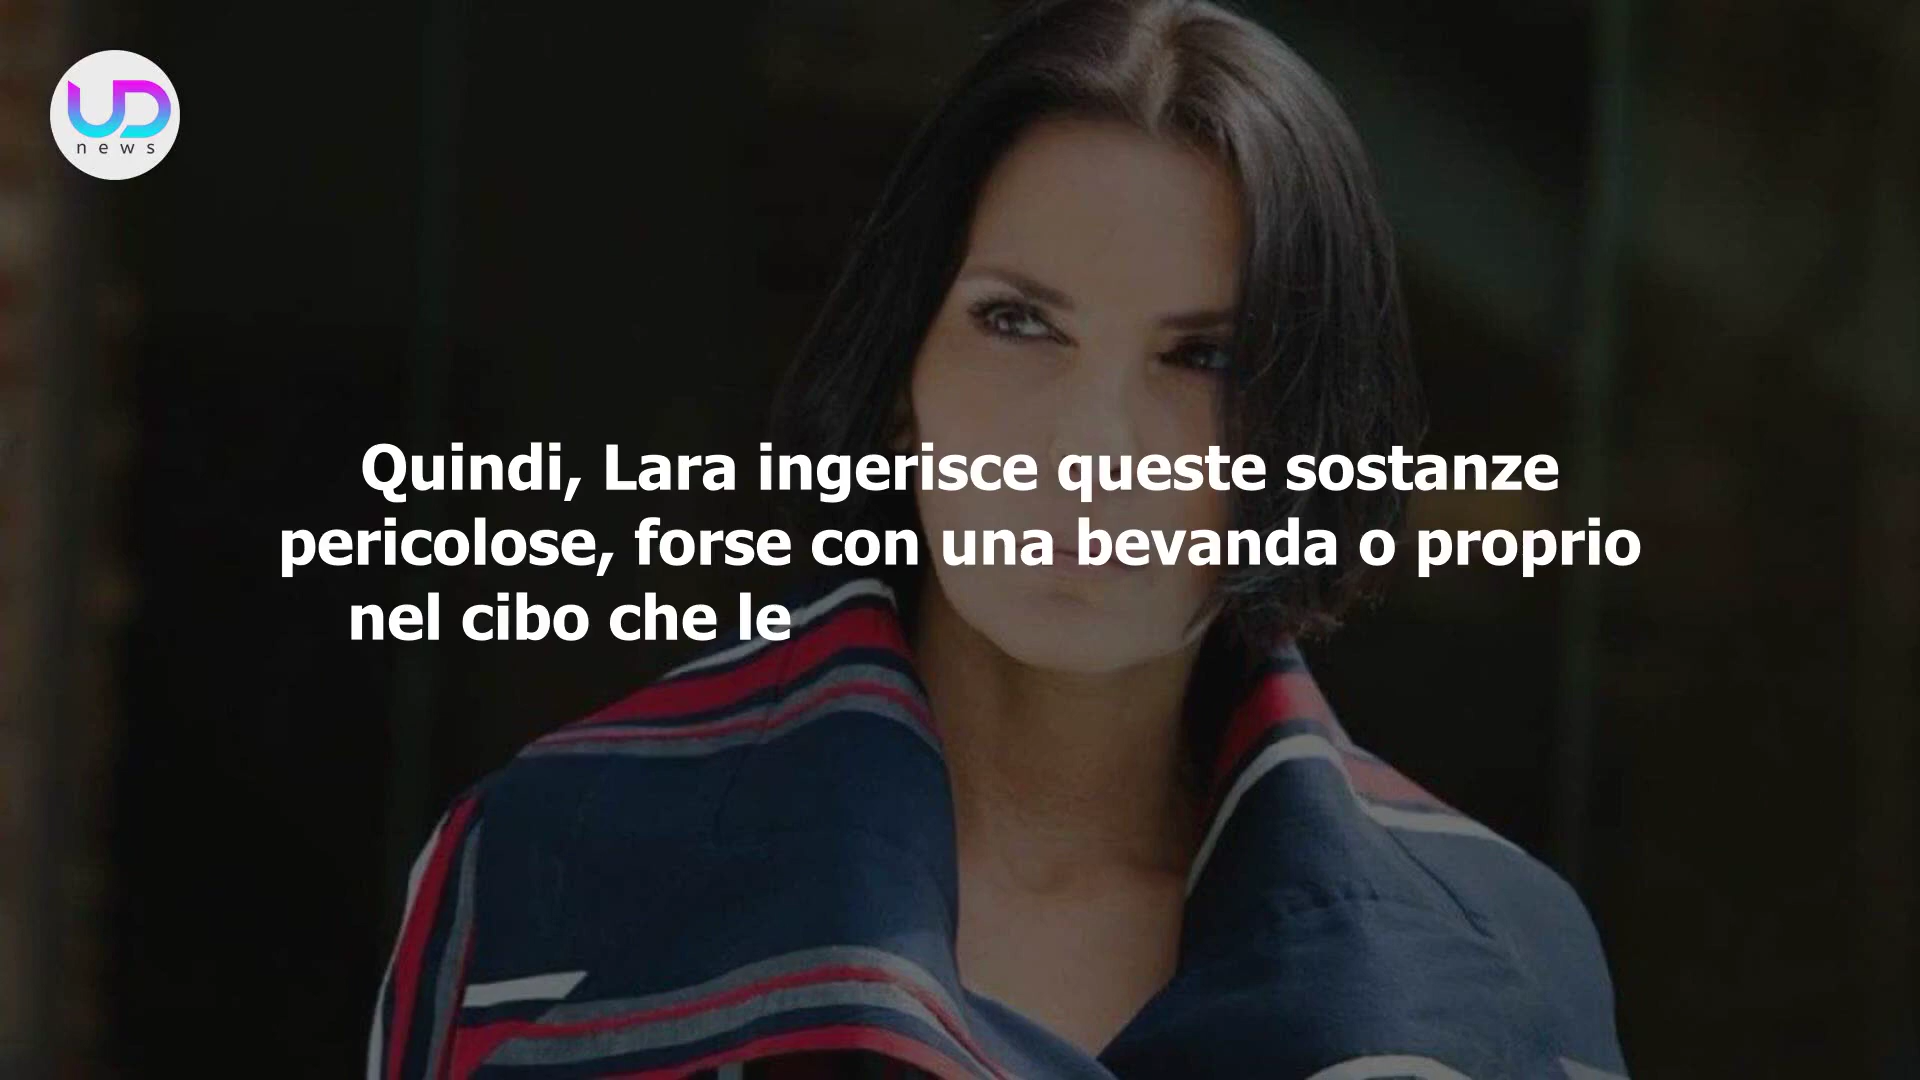 UD
news
Quindi, Lara ingerisce queste sostanze
pericolose, forse con una bevanda o proprio
nel cibo che le